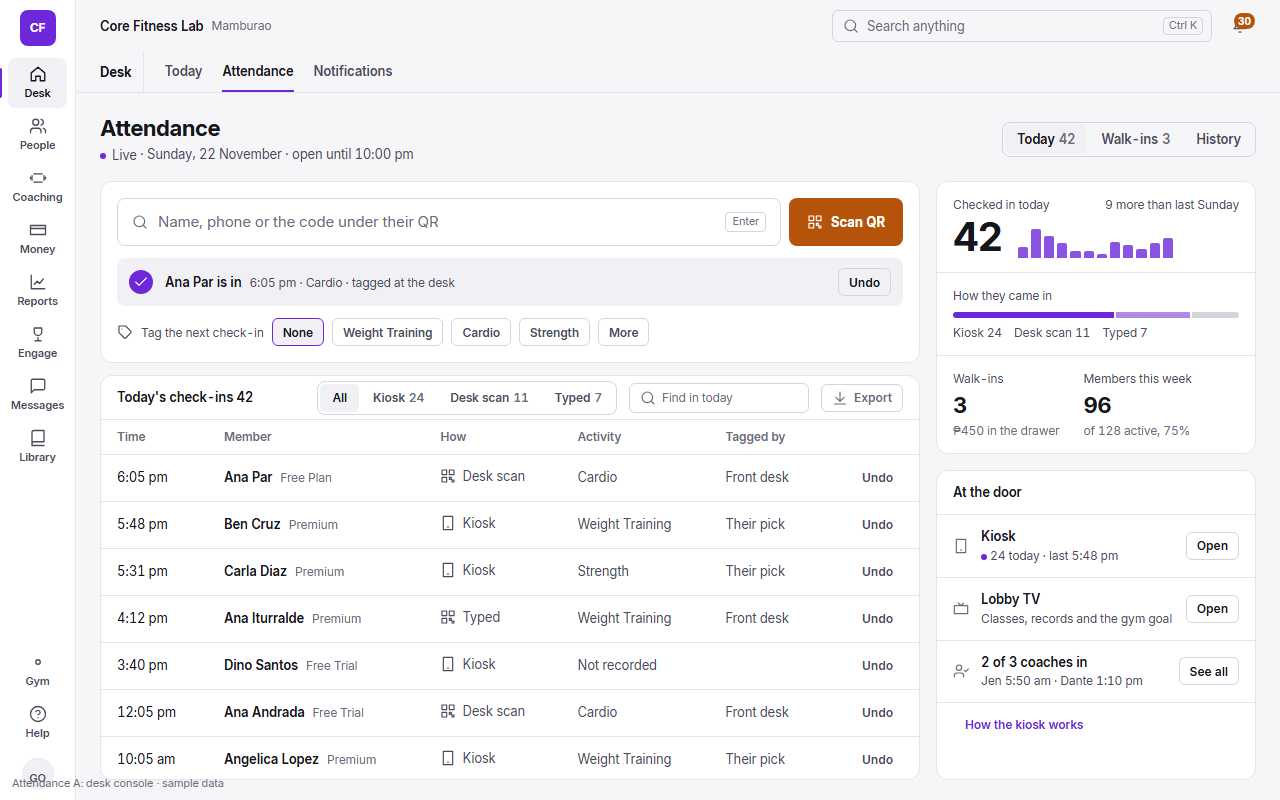 CF
Core Fitness Lab Mamburao
Search anything Ctrl K
30
Desk
People
Coaching
Money
Reports
Engage
Messages
Library
Gym
Help
GO
Desk Today Attendance Notifications
Attendance
Live · Sunday, 22 November · open until 10:00 pm
Today 42 Walk-ins 3 History
Name, phone or the code under their QR Enter
Scan QR
Ana Par is in 6:05 pm · Cardio · tagged at the desk Undo
Tag the next check-in None Weight Training Cardio Strength More
Today's check-ins 42 All Kiosk 24 Desk scan 11 Typed 7 Find in today Export
Time Member How Activity Tagged by
6:05 pm Ana Par Free Plan Desk scan Cardio Front desk Undo
5:48 pm Ben Cruz Premium Kiosk Weight Training Their pick Undo
5:31 pm Carla Diaz Premium Kiosk Strength Their pick Undo
4:12 pm Ana Iturralde Premium Typed Weight Training Front desk Undo
3:40 pm Dino Santos Free Trial Kiosk Not recorded Undo
12:05 pm Ana Andrada Free Trial Desk scan Cardio Front desk Undo
10:05 am Angelica Lopez Premium Kiosk Weight Training Their pick Undo
Checked in today 9 more than last Sunday
42
How they came in
Kiosk 24 Desk scan 11 Typed 7
Walk-ins Members this week
3 96
₱450 in the drawer of 128 active, 75%
At the door
Kiosk
24 today · last 5:48 pm
Open
Lobby TV
Classes, records and the gym goal
Open
2 of 3 coaches in
Jen 5:50 am · Dante 1:10 pm
See all
How the kiosk works
Attendance A: desk console · sample data